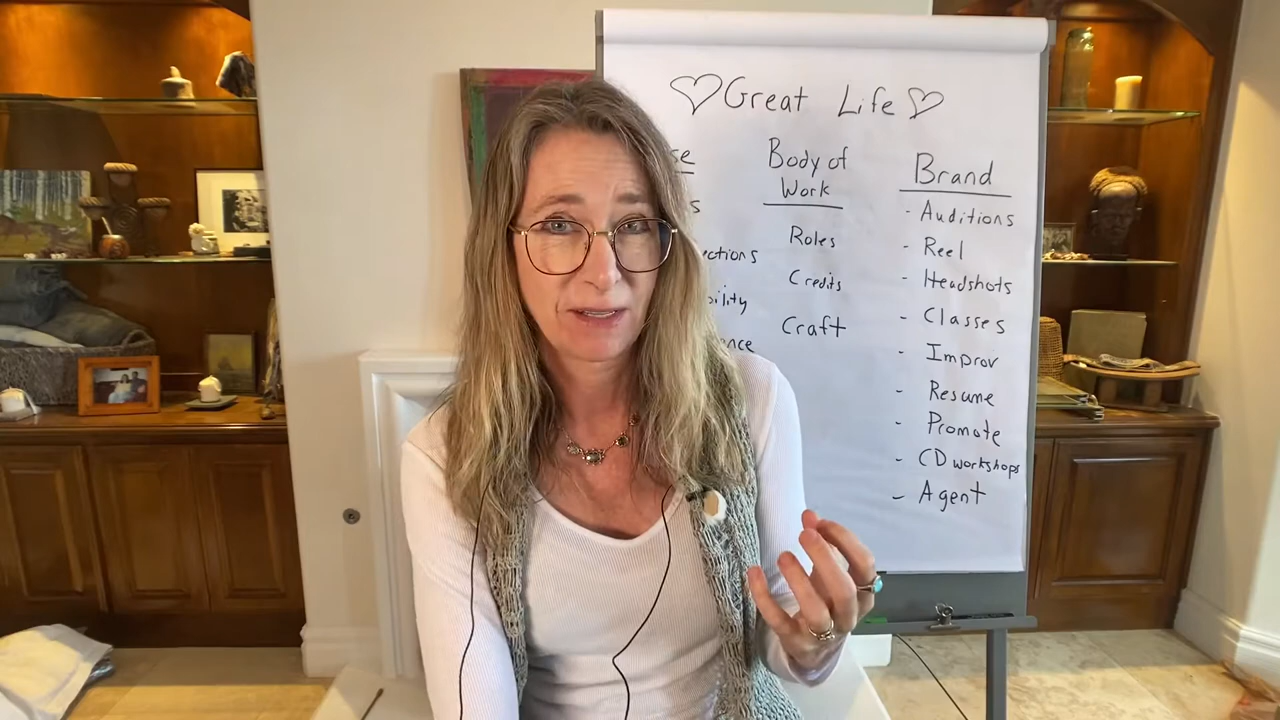 Great Life
Body of
Work
Roles
Credits
Craft
Brand
- Auditions
- Reel
- Headshots
- Classes
- Improv
- Resume
- Promote
- CD workshops
- Agent